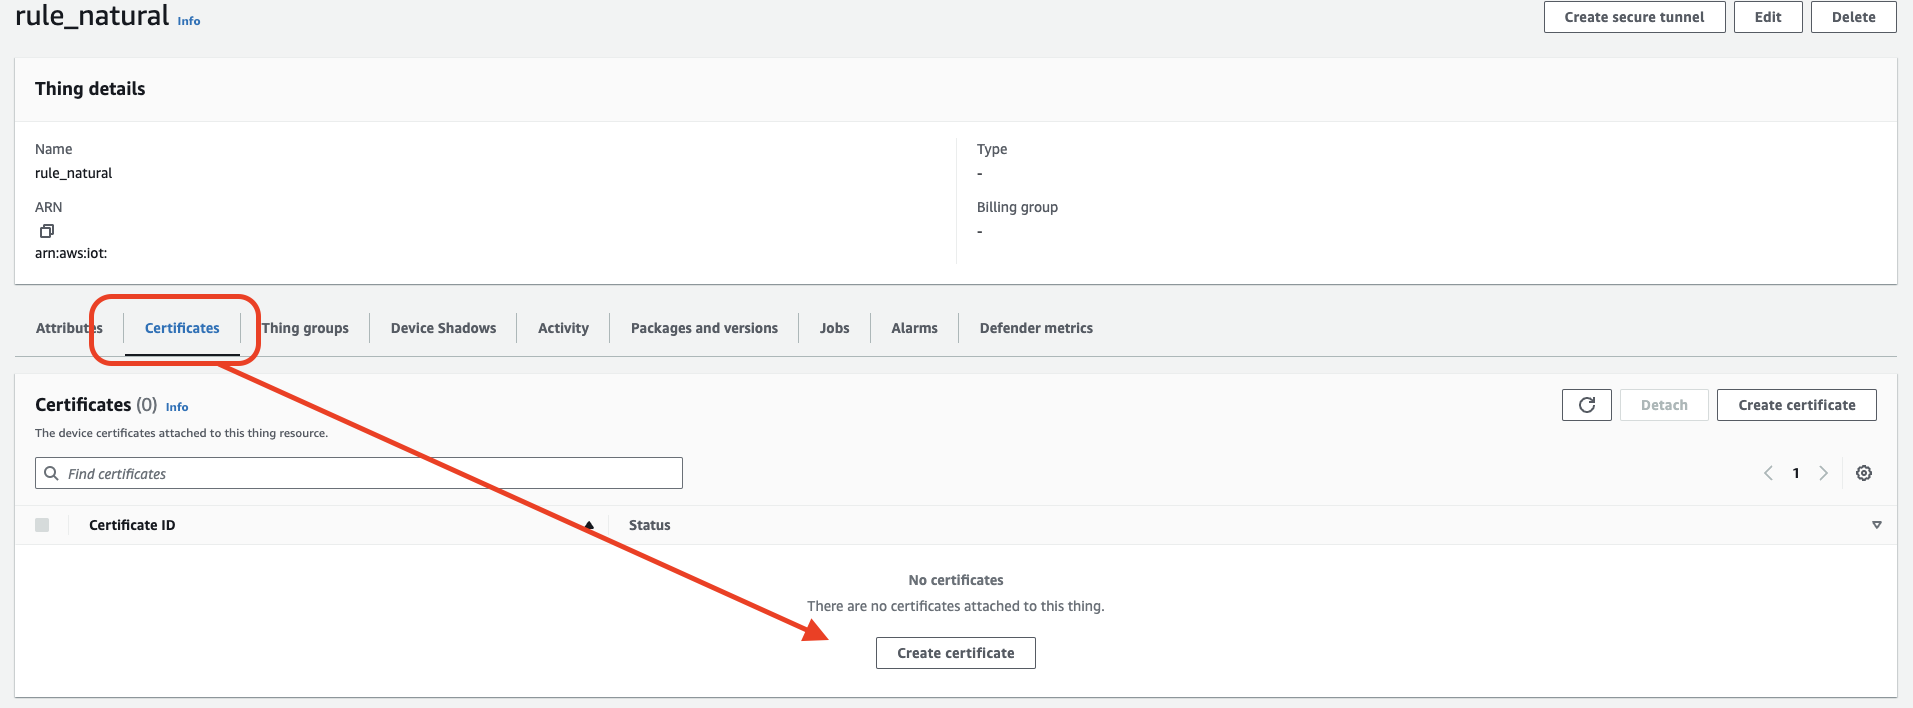 rule_natural Info
Create secure tunnel Edit Delete
Thing details
Name
rule_natural
ARN
arn:aws:iot:
Type
-
Billing group
-
Attributes Certificates Thing groups Device Shadows Activity Packages and versions Jobs Alarms Defender metrics
Certificates (0) Info
Detach Create certificate
The device certificates attached to this thing resource.
Find certificates
1
Certificate ID Status
No certificates
There are no certificates attached to this thing.
Create certificate